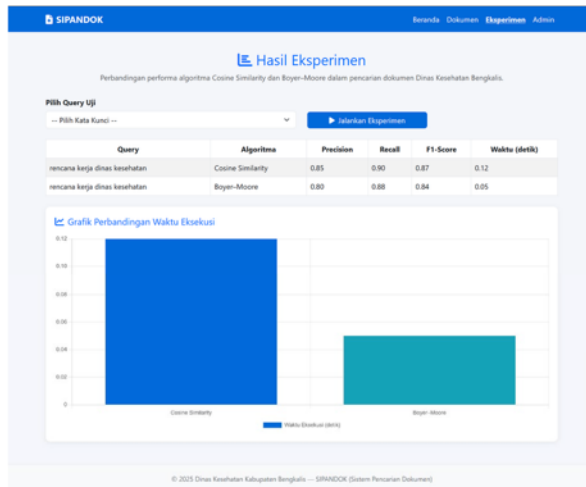 SIPANDOK
Beranda Dokumen Eksperimen Admin
Hasil Eksperimen
Perbandingan performa algoritma Cosine Similarity dan Boyer–Moore dalam pencarian dokumen Dinas Kesehatan Bengkalis.
Pilih Query Uji
-- Pilih Kata Kunci --
Jalankan Eksperimen
Query Algoritma Precision Recall F1-Score Waktu (detik)
rencana kerja dinas kesehatan Cosine Similarity 0.85 0.90 0.87 0.12
rencana kerja dinas kesehatan Boyer–Moore 0.80 0.88 0.84 0.05
Grafik Perbandingan Waktu Eksekusi
0.12
0.10
0.08
0.06
0.04
0.02
0
Cosine Similarity Boyer–Moore
Waktu Eksekusi (detik)
© 2025 Dinas Kesehatan Kabupaten Bengkalis — SIPANDOK (Sistem Pencarian Dokumen)